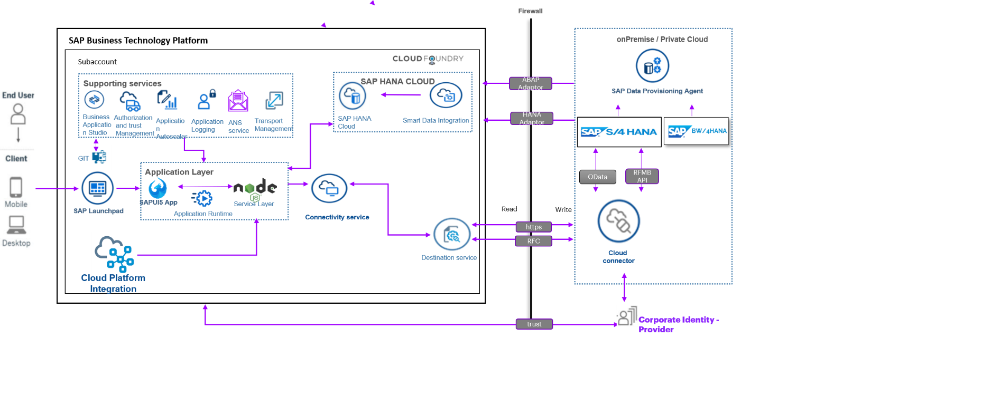 Firewall
SAP Business Technology Platform
onPremise / Private Cloud
Subaccount
CLOUD FOUNDRY
Supporting services
SAP HANA CLOUD
ABAP
Adaptor
SAP Data Provisioning Agent
End User
Business
Applicatio
n Studio
Authorization
and trust
Management
Applicatio
n
Autoscaler
Application
Logging
ANS
service
Transport
Management
SAP HANA
Cloud
Smart Data Integration
HANA
Adaptor
SAP S/4 HANA
SAP BW/4HANA
Client
GIT
Application Layer
OData
RFMB
API
node
JS
SAPUI5 App
Service Layer
Application Runtime
Mobile
SAP Launchpad
Connectivity service
Read
Write
https
RFC
Desktop
Destination service
Cloud
connector
Cloud Platform
Integration
trust
Corporate Identity -
Provider